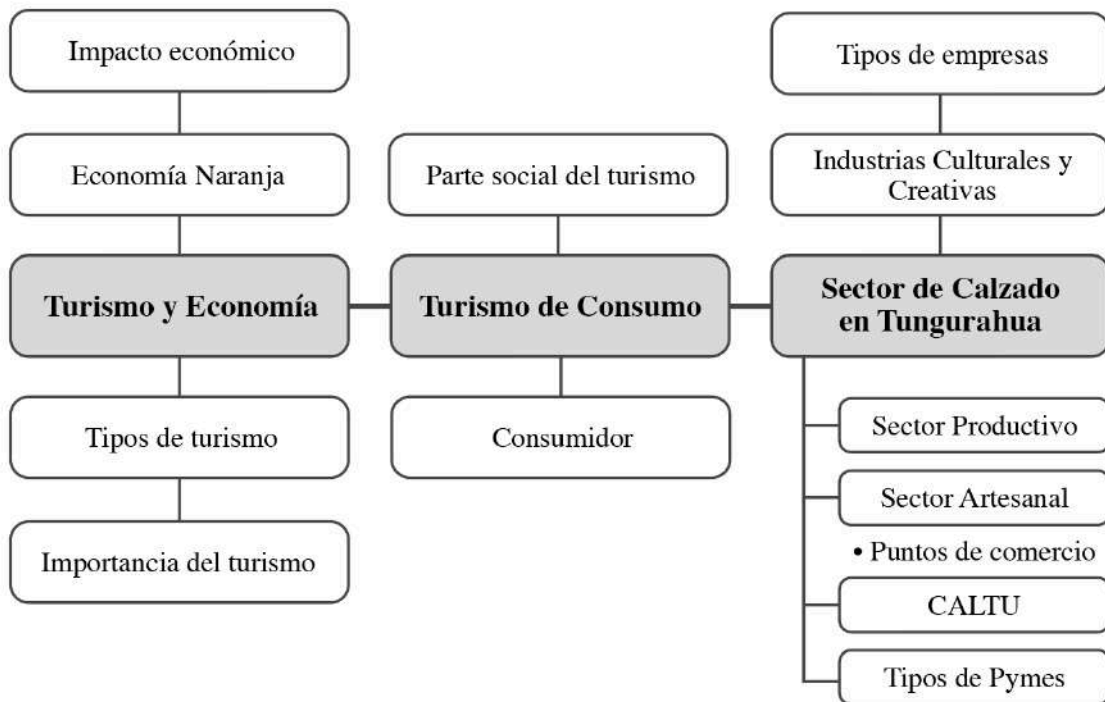 Impacto económico
Economía Naranja
Turismo y Economía
Tipos de turismo
Importancia del turismo
Parte social del turismo
Turismo de Consumo
Consumidor
Tipos de empresas
Industrias Culturales y
Creativas
Sector de Calzado
en Tungurahua
Sector Productivo
Sector Artesanal
• Puntos de comercio
CALTU
Tipos de Pymes